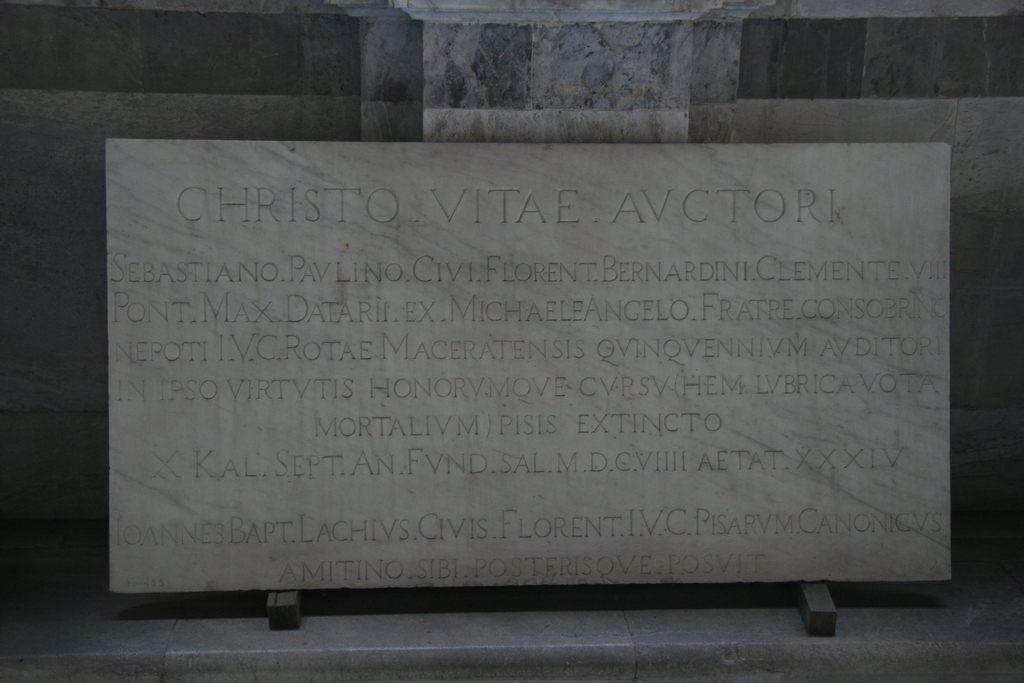 CHRISTO . VITAE . AVCTORI
SEBASTIANO . PAVLINO . CIVI . FLORENT . BERNARDINI . CLEMENTE . VIII
PONT . MAX . DATARII . EX . MICHAELEANGELO . FRATRE . CONSOBRINO
NEPOTI I . V . C . ROTAE . MACERATENSIS QVINQVENNIVM AVDITORI
IN IPSO VIRTVTIS HONORVMQVE CVRSV (HEM LVBRICA VOTA
MORTALIVM) PISIS EXTINCTO
X KAL . SEPT . AN . FVND . SAL . M . D . C . VIIII AETAT . XXXIV
IOANNES BAPT . LACHIVS . CIVIS . FLORENT . I . V . C . PISARVM . CANONICVS
AMITINO . SIBI . POSTERISQVE . POSVIT